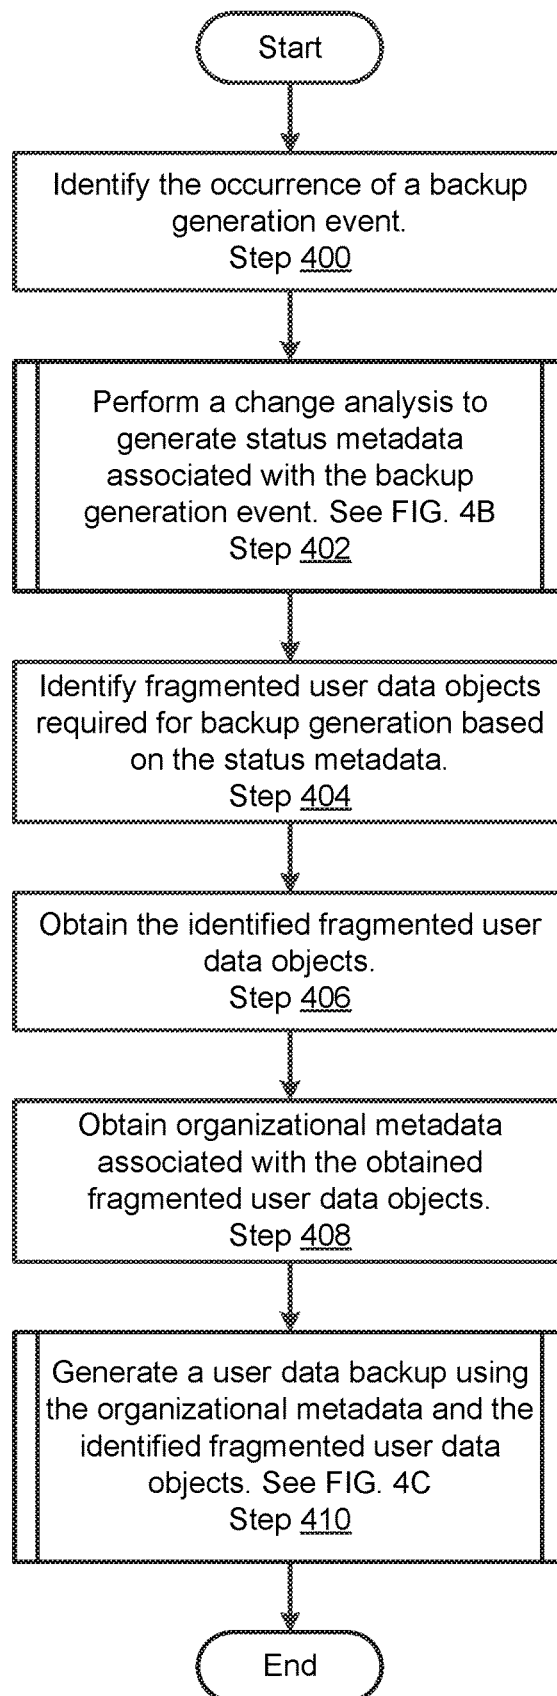 Start
Identify the occurrence of a backup
generation event.
Step 400
Perform a change analysis to
generate status metadata
associated with the backup
generation event. See FIG. 4B
Step 402
Identify fragmented user data objects
required for backup generation based
on the status metadata.
Step 404
Obtain the identified fragmented user
data objects.
Step 406
Obtain organizational metadata
associated with the obtained
fragmented user data objects.
Step 408
Generate a user data backup using
the organizational metadata and the
identified fragmented user data
objects. See FIG. 4C
Step 410
End